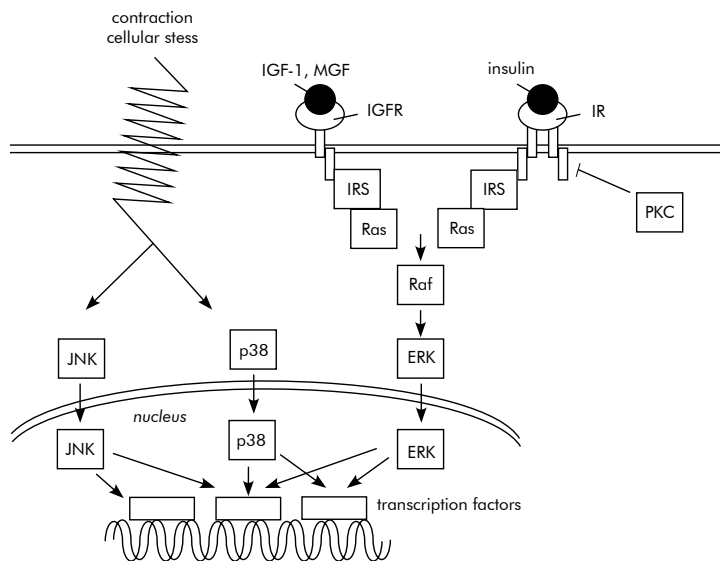 contraction
cellular stess
IGF-1, MGF
insulin
IGFR
IR
IRS
IRS
PKC
Ras
Ras
Raf
JNK
p38
ERK
nucleus
JNK
p38
ERK
transcription factors